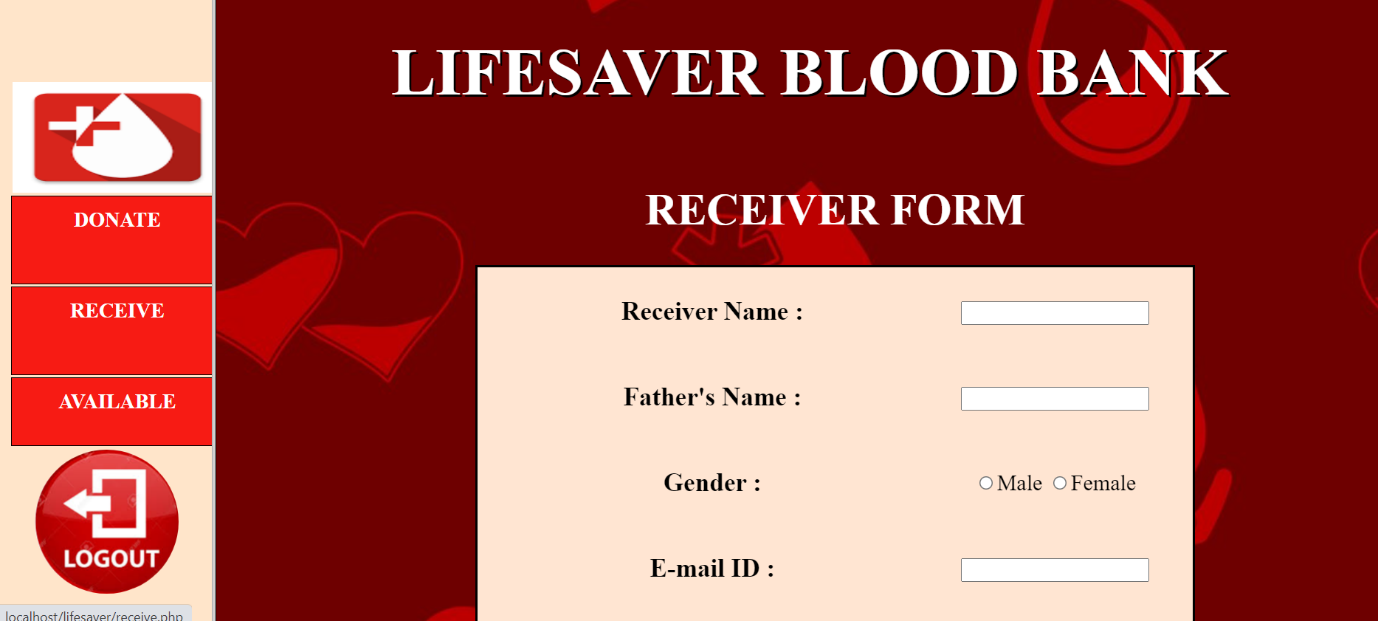 LIFESAVER BLOOD BANK
DONATE
RECEIVE
AVAILABLE
LOGOUT
RECEIVER FORM
Receiver Name :
Father's Name :
Gender :
Male Female
E-mail ID :
localhost/lifesaver/receive.php